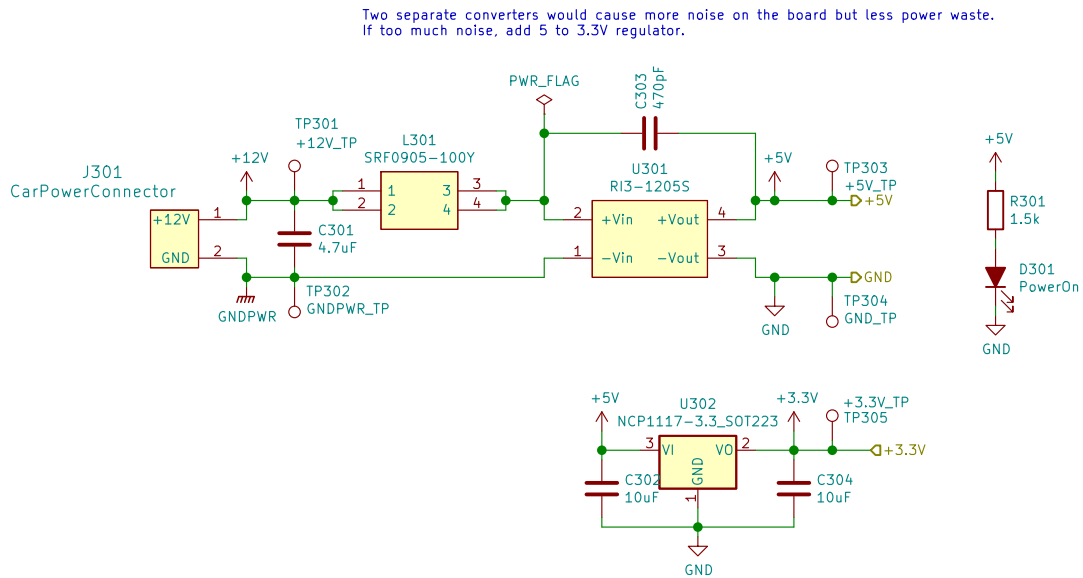 Two separate converters would cause more noise on the board but less power waste.
If too much noise, add 5 to 3.3V regulator.
PWR_FLAG
C303
470pF
TP301
+12V_TP
L301
SRF0905-100Y
J301
CarPowerConnector
+12V
1
2
1
2
3
4
3
4
U301
RI3-1205S
+5V
TP303
+5V_TP
+5V
+5V
R301
1.5k
+12V
1
GND
2
C301
4.7uF
2
+Vin
+Vout
4
1
-Vin
-Vout
3
GND
D301
PowerOn
GNDPWR
TP302
GNDPWR_TP
GND
TP304
GND_TP
GND
+5V
U302
NCP1117-3.3_SOT223
+3.3V
+3.3V_TP
TP305
3
VI
VO
2
GND
1
+3.3V
C302
10uF
C304
10uF
GND